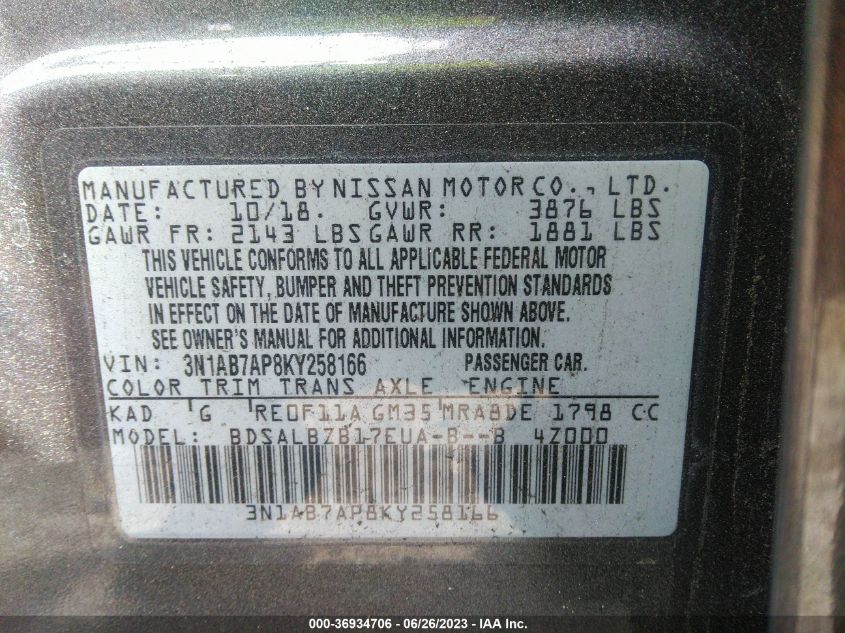 MANUFACTURED BY NISSAN MOTOR CO., LTD.
DATE: 10/18. GVWR: 3876 LBS
GAWR FR: 2143 LBS GAWR RR: 1881 LBS
THIS VEHICLE CONFORMS TO ALL APPLICABLE FEDERAL MOTOR
VEHICLE SAFETY, BUMPER AND THEFT PREVENTION STANDARDS
IN EFFECT ON THE DATE OF MANUFACTURE SHOWN ABOVE.
SEE OWNER'S MANUAL FOR ADDITIONAL INFORMATION.
VIN: 3N1AB7AP8KY258166 PASSENGER CAR.
COLOR TRIM TRANS AXLE ENGINE
KAD G RE0F11A GM35 MRA8DE 1798 CC
MODEL: BDSALBZB17EUA-B--B 4Z000
3N1AB7AP8KY258166
000-36934706 - 06/26/2023 - IAA Inc.